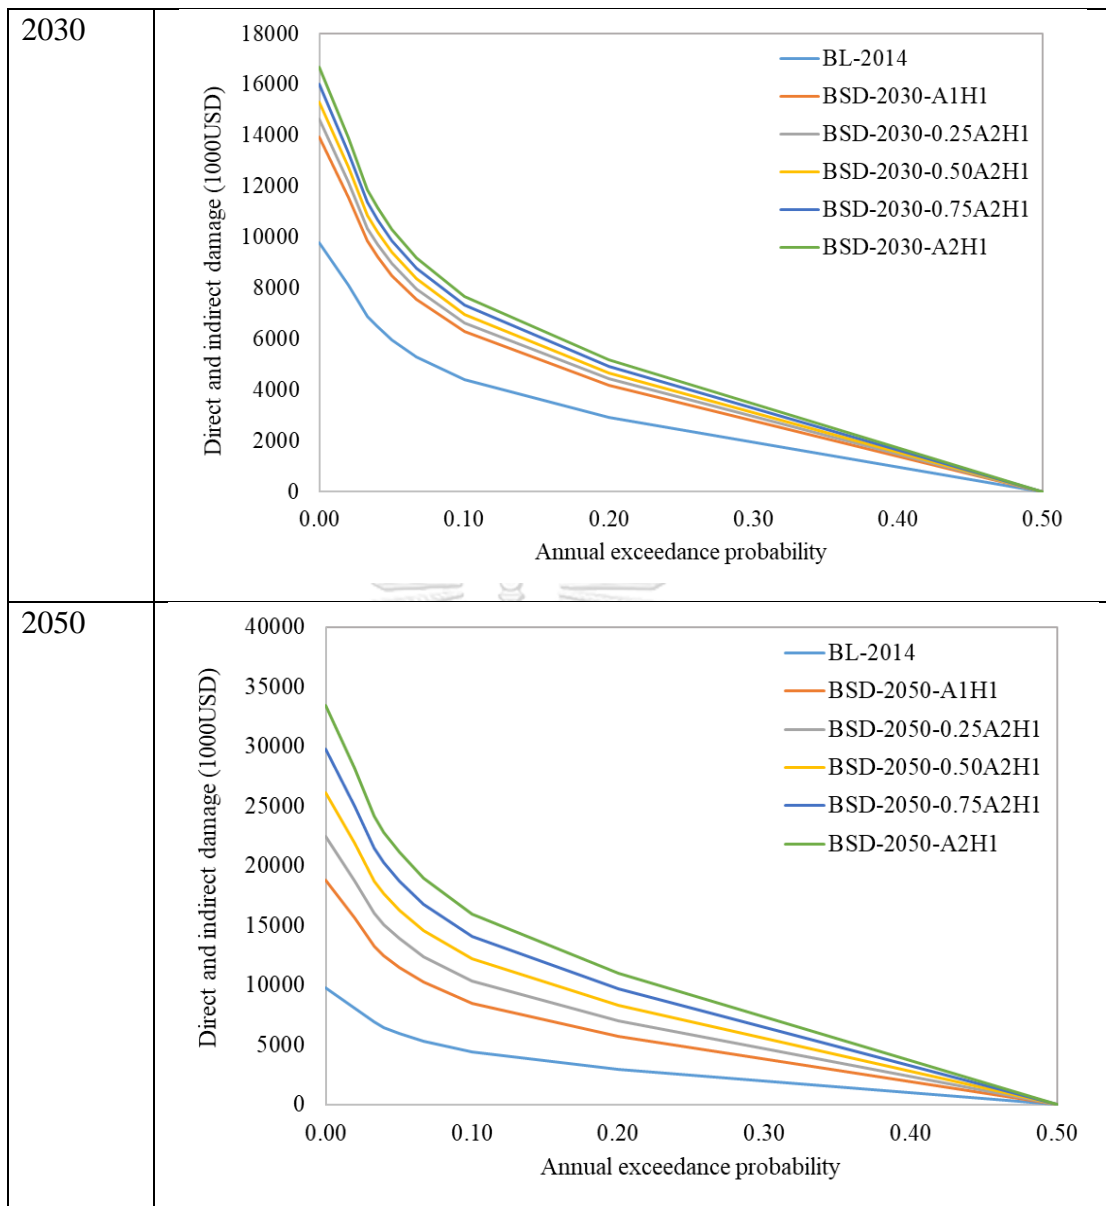 2030
18000
16000
14000
12000
10000
8000
6000
4000
2000
0
Direct and indirect damage (1000USD)
BL-2014
BSD-2030-A1H1
BSD-2030-0.25A2H1
BSD-2030-0.50A2H1
BSD-2030-0.75A2H1
BSD-2030-A2H1
0.00 0.10 0.20 0.30 0.40 0.50
Annual exceedance probability
2050
40000
35000
30000
25000
20000
15000
10000
5000
0
Direct and indirect damage (1000USD)
BL-2014
BSD-2050-A1H1
BSD-2050-0.25A2H1
BSD-2050-0.50A2H1
BSD-2050-0.75A2H1
BSD-2050-A2H1
0.00 0.10 0.20 0.30 0.40 0.50
Annual exceedance probability